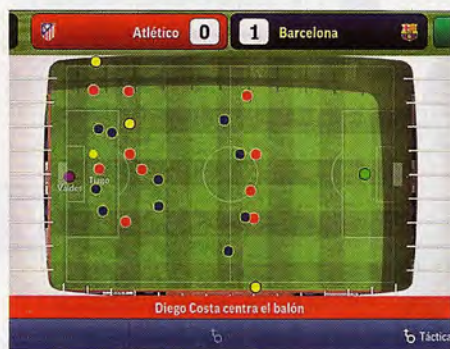 Atlético 0 1 Barcelona
Valdés
Tiago
Diego Costa centra el balón
Táctica